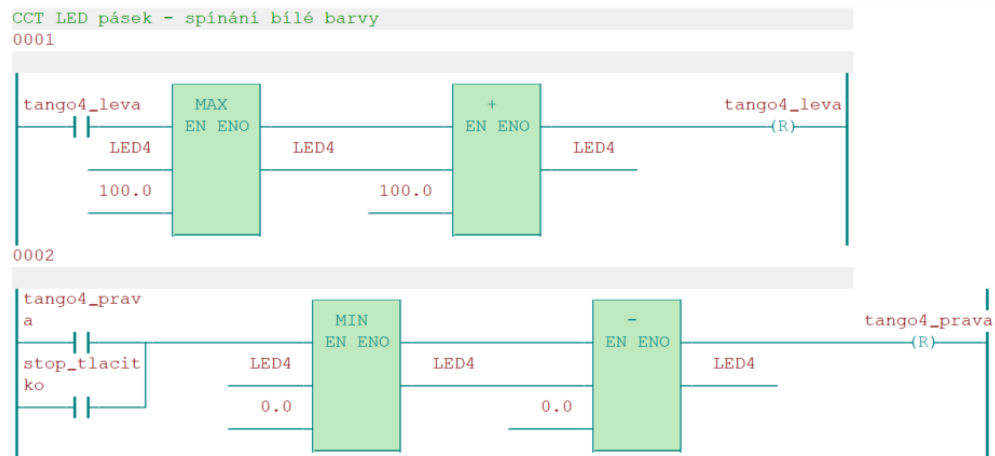 CCT LED pásek - spínání bílé barvy
0001
tango4_leva MAX + tango4_leva
EN ENO EN ENO (R)
LED4 LED4 LED4
100.0 100.0
0002
tango4_prav
a MIN - tango4_prava
EN ENO EN ENO (R)
stop_tlacit LED4 LED4 LED4
ko 0.0 0.0